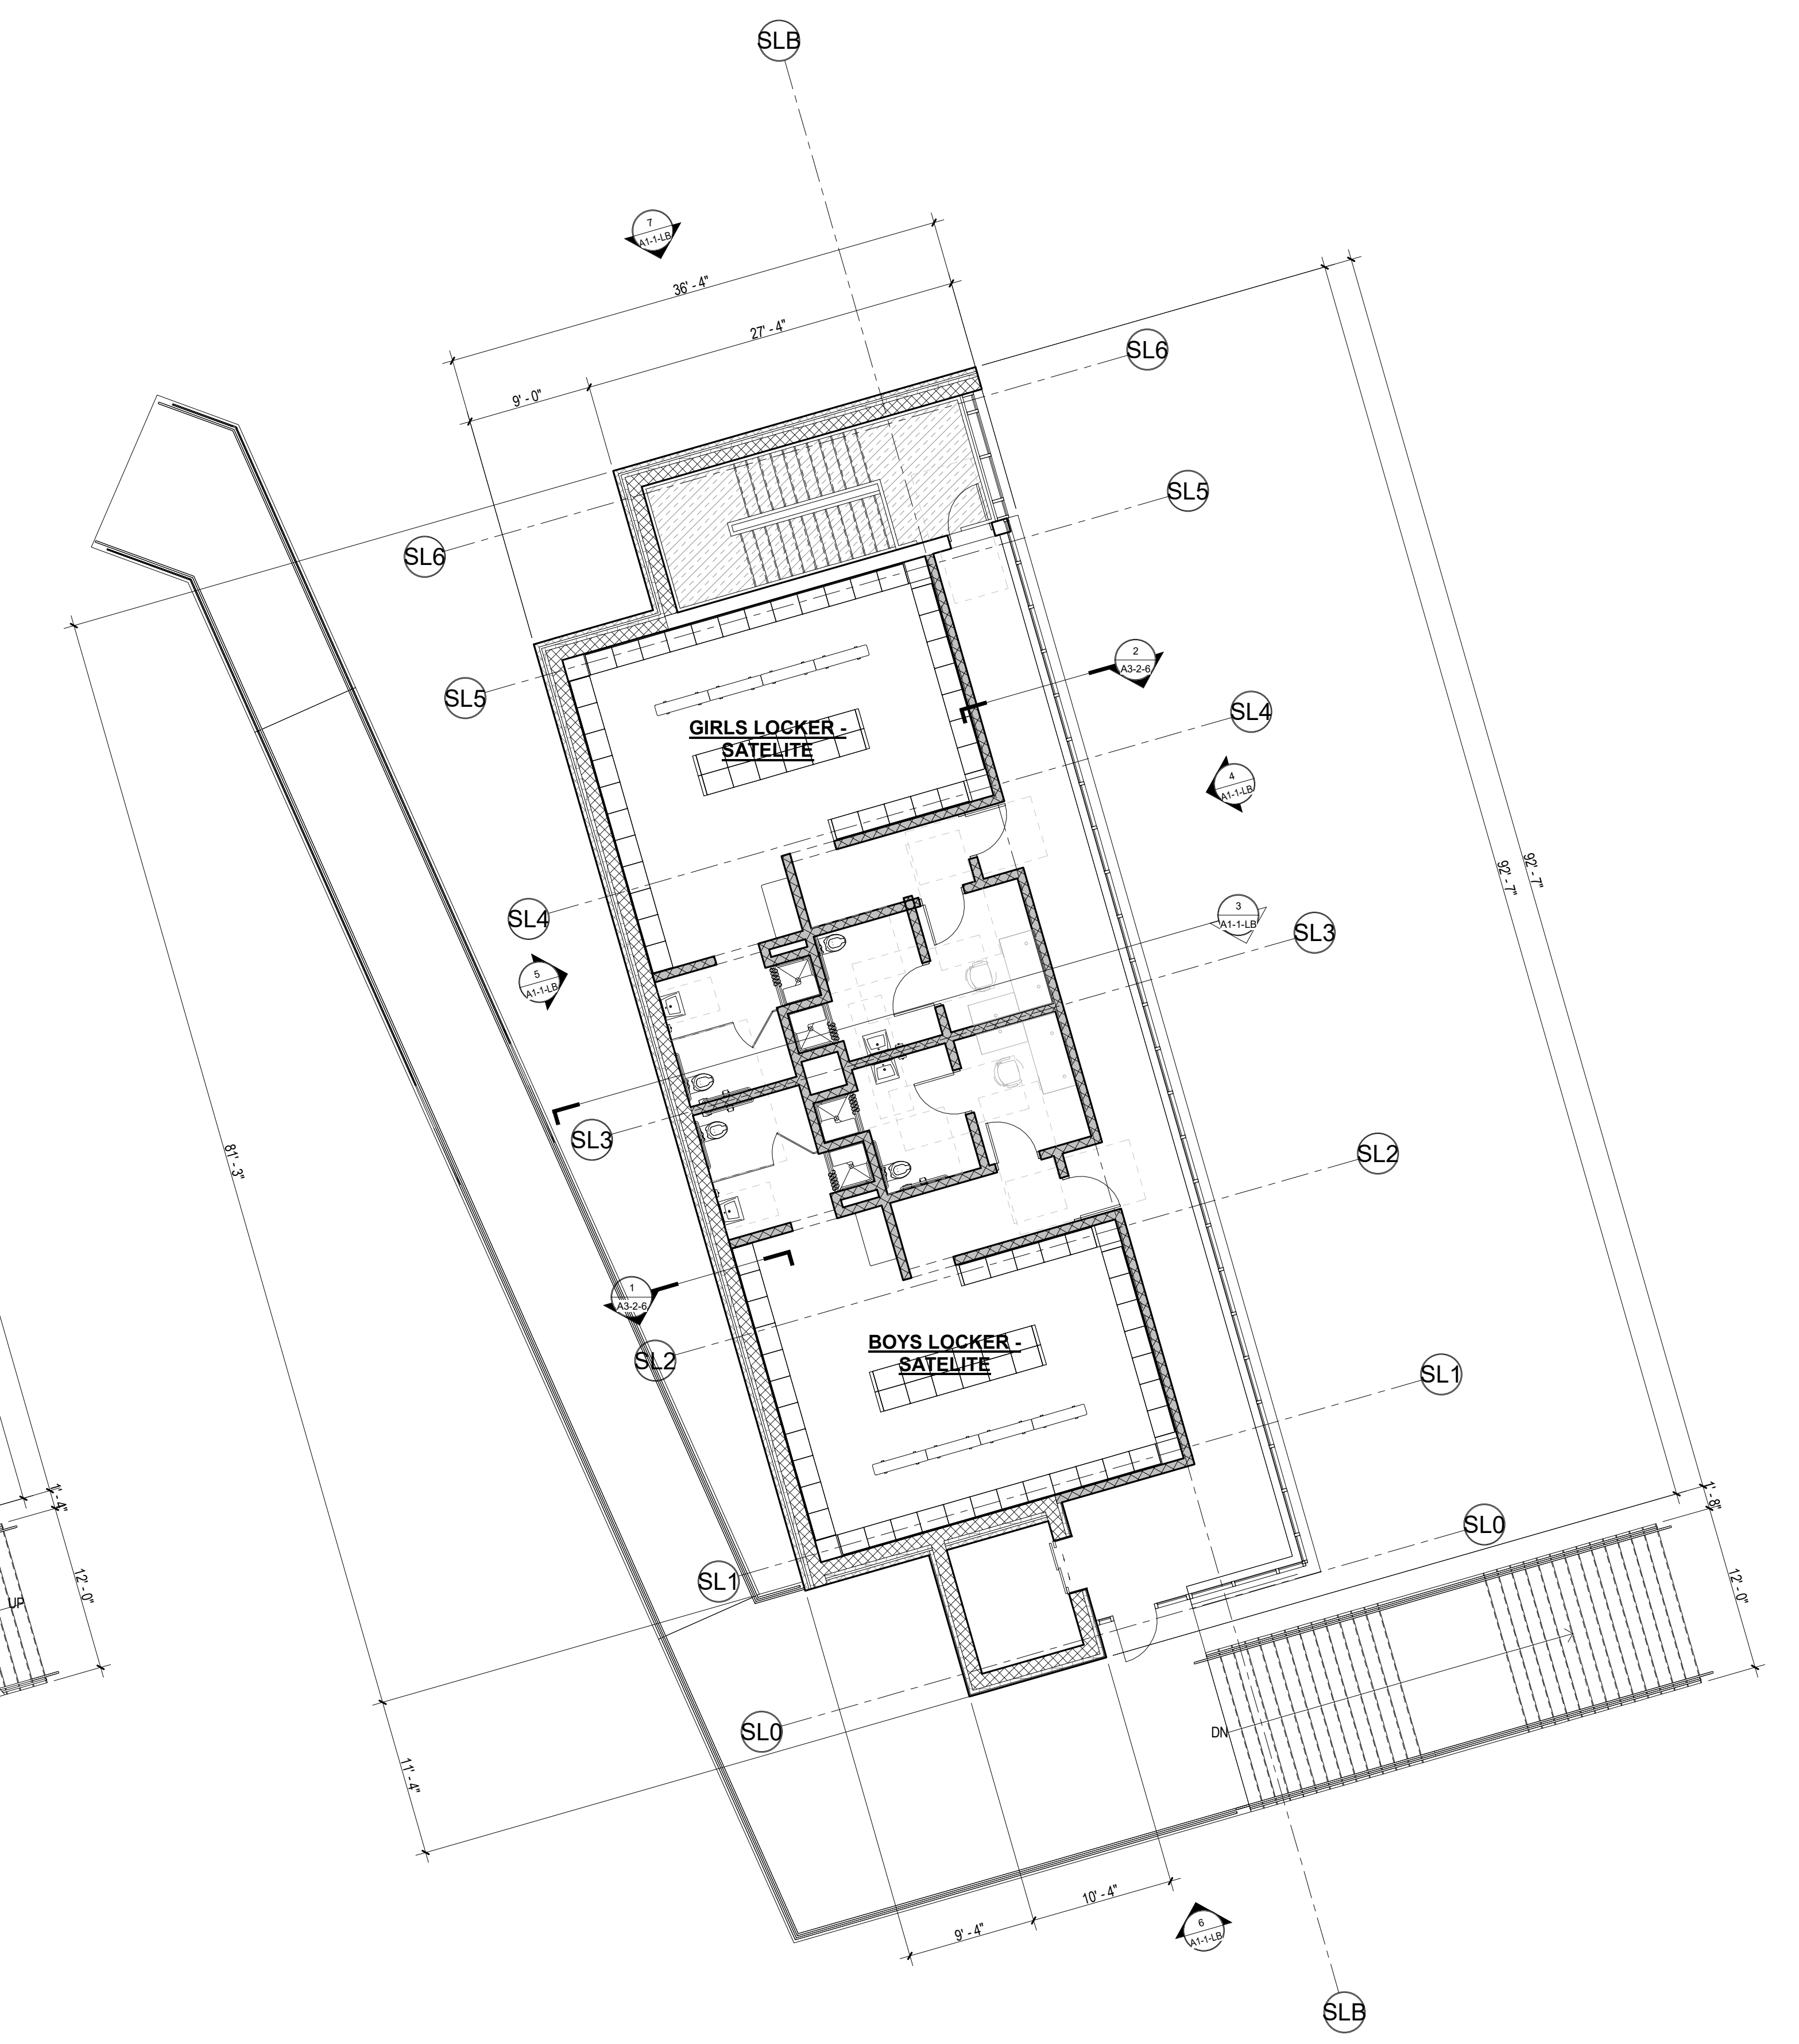 SLB
7
A1-1-LB
36' - 4"
27' - 4"
9' - 0"
SL6
SL5
SL6
2
A3-2-6
SL5
SL4
GIRLS LOCKER -
SATELITE
4
A1-1-LB
92' - 7"
92' - 7"
SL4
3
A1-1-LB
SL3
5
A1-1-LB
SL3
81' - 3"
SL2
1
A3-2-6
SL2
BOYS LOCKER -
SATELITE
SL1
1' - 4"
1' - 8"
SL0
SL1
12' - 0"
UP
12' - 0"
SL0
DN
11' - 4"
10' - 4"
9' - 4"
6
A1-1-LB
SLB